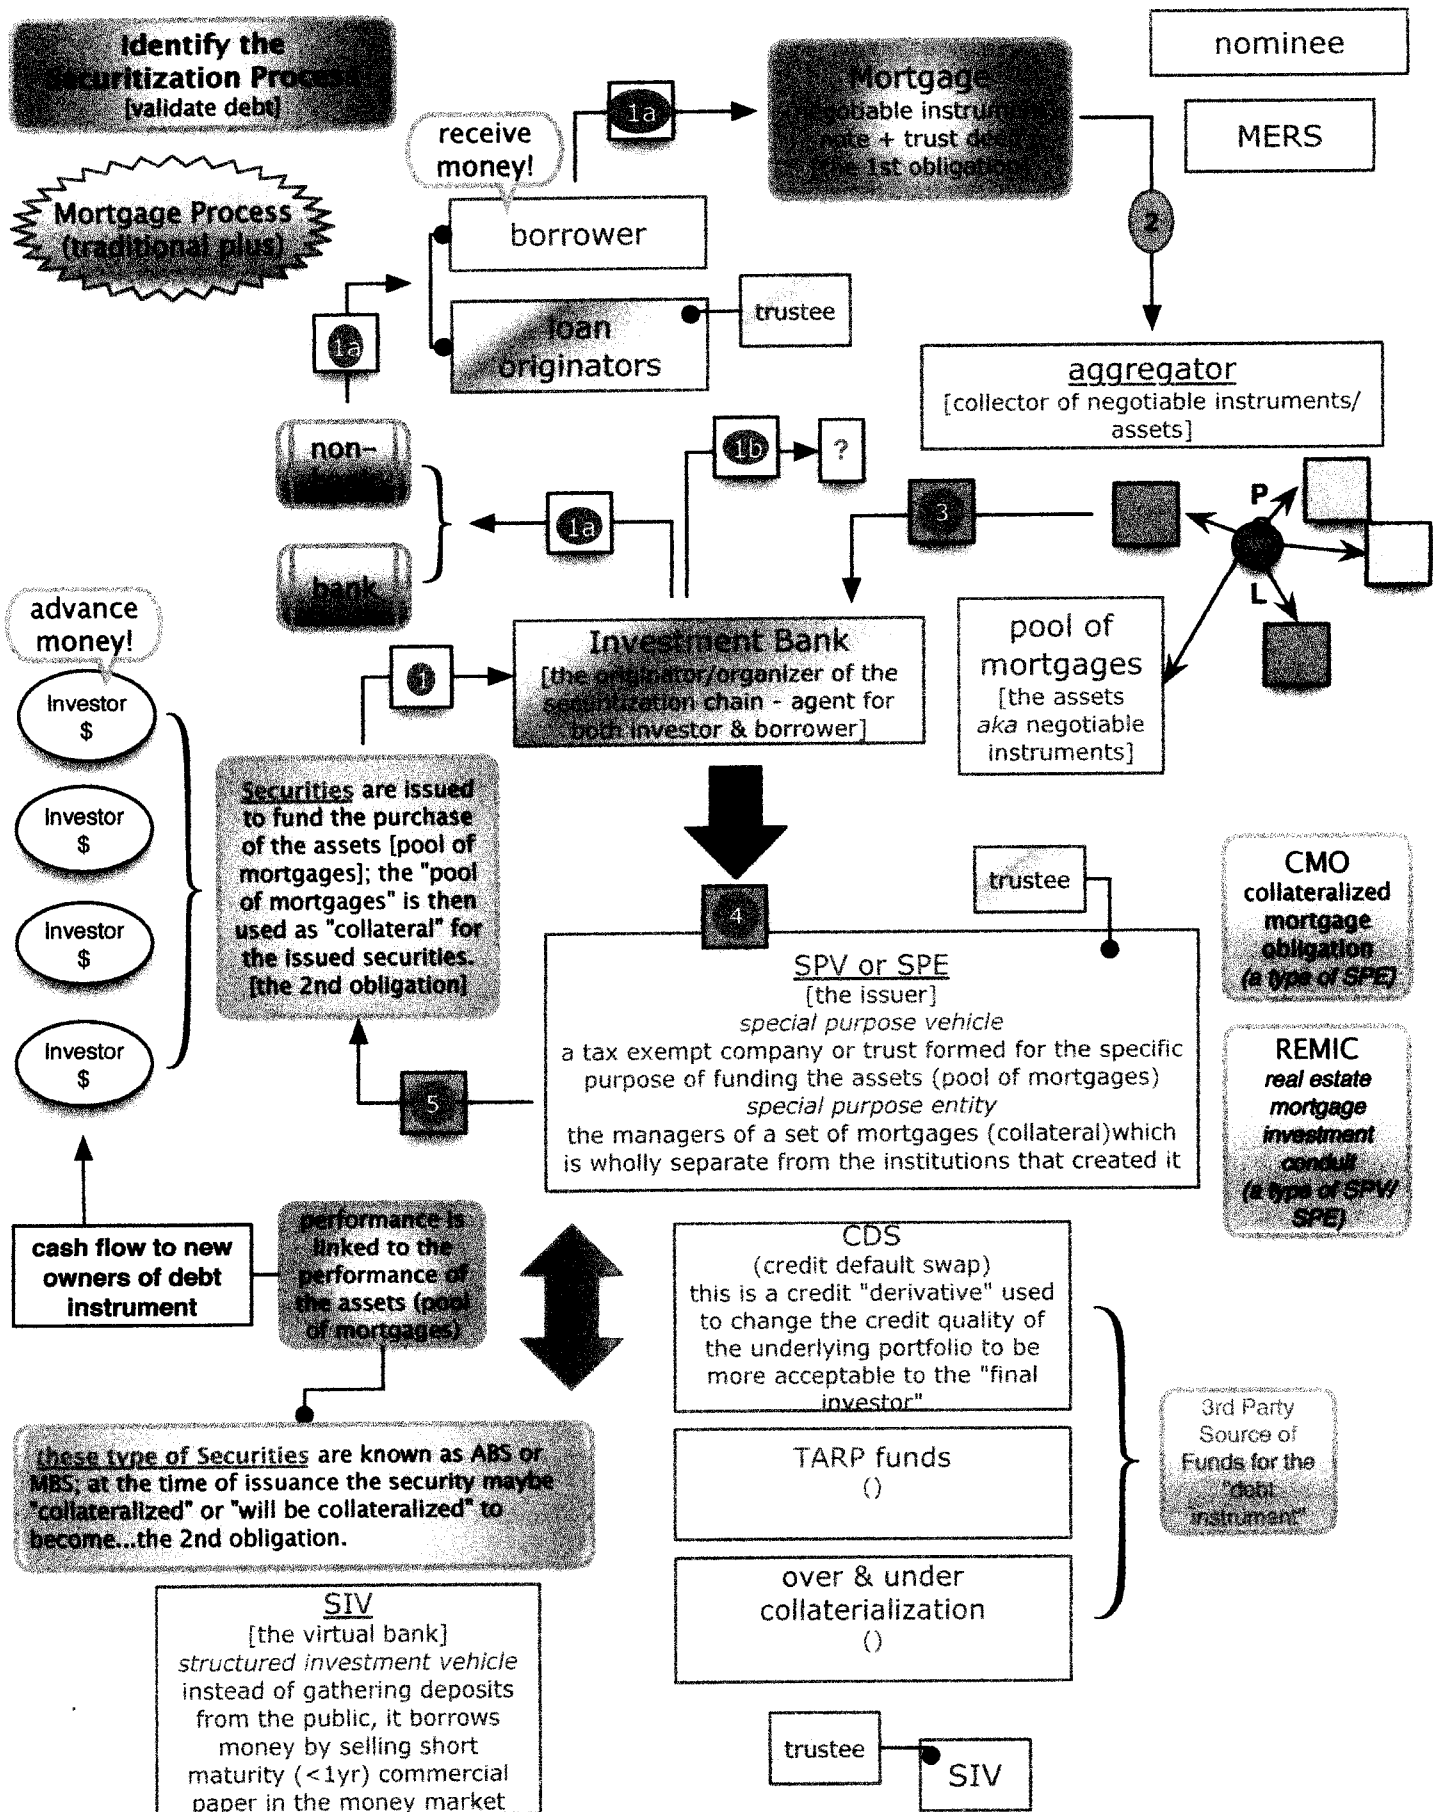 Identify the
Securitization Process
[validate debt]
Mortgage Process
(traditional plus)
receive
money!
1a
Mortgage
negotiable instrument
note + trust deed
the 1st obligation
nominee
MERS
2
borrower
loan
originators
trustee
1a
aggregator
[collector of negotiable instruments/
assets]
non-
bank
1a
1b
?
3
P
L
pool of
mortgages
[the assets
aka negotiable
instruments]
advance
money!
Investor
$
Investor
$
Investor
$
Investor
$
1
Investment Bank
[the originator/organizer of the
securitization chain - agent for
both investor & borrower]
Securities are issued
to fund the purchase
of the assets [pool of
mortgages]; the "pool
of mortgages" is then
used as "collateral" for
the issued securities.
[the 2nd obligation]
4
trustee
SPV or SPE
[the issuer]
special purpose vehicle
a tax exempt company or trust formed for the specific
purpose of funding the assets (pool of mortgages)
special purpose entity
the managers of a set of mortgages (collateral)which
is wholly separate from the institutions that created it
CMO
collateralized
mortgage
obligation
(a type of SPE)
REMIC
real estate
mortgage
investment
conduit
(a type of SPV/
SPE)
5
cash flow to new
owners of debt
instrument
performance is
linked to the
performance of
the assets (pool
of mortgages)
CDS
(credit default swap)
this is a credit "derivative" used
to change the credit quality of
the underlying portfolio to be
more acceptable to the "final
investor"
TARP funds
()
over & under
collaterialization
()
3rd Party
Source of
Funds for the
"debt
instrument"
these type of Securities are known as ABS or
MBS; at the time of issuance the security maybe
"collateralized" or "will be collateralized" to
become...the 2nd obligation.
SIV
[the virtual bank]
structured investment vehicle
instead of gathering deposits
from the public, it borrows
money by selling short
maturity (<1yr) commercial
paper in the money market
trustee
SIV